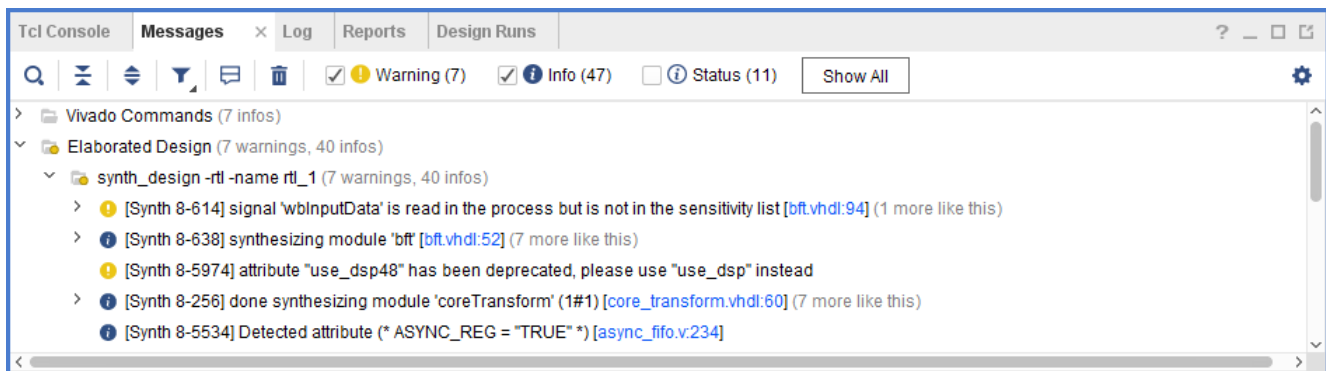 Tcl Console Messages × Log Reports Design Runs ?
Warning (7) Info (47) Status (11) Show All
Vivado Commands (7 infos)
Elaborated Design (7 warnings, 40 infos)
synth_design -rtl -name rtl_1 (7 warnings, 40 infos)
[Synth 8-614] signal 'wbInputData' is read in the process but is not in the sensitivity list [bft.vhdl:94] (1 more like this)
[Synth 8-638] synthesizing module 'bft' [bft.vhdl:52] (7 more like this)
[Synth 8-5974] attribute "use_dsp48" has been deprecated, please use "use_dsp" instead
[Synth 8-256] done synthesizing module 'coreTransform' (1#1) [core_transform.vhdl:60] (7 more like this)
[Synth 8-5534] Detected attribute (* ASYNC_REG = "TRUE" *) [async_fifo.v:234]